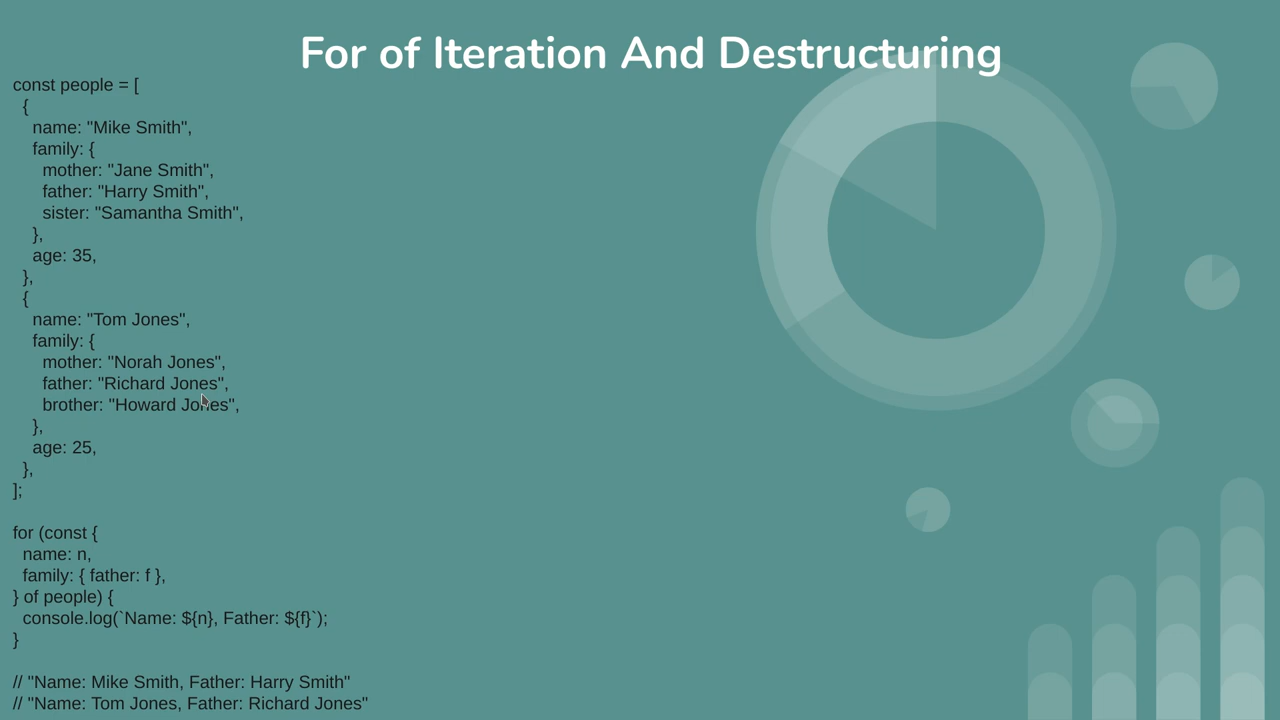 For of Iteration And Destructuring
const people = [
{
name: "Mike Smith",
family: {
mother: "Jane Smith",
father: "Harry Smith",
sister: "Samantha Smith",
},
age: 35,
},
{
name: "Tom Jones",
family: {
mother: "Norah Jones",
father: "Richard Jones",
brother: "Howard Jones",
},
age: 25,
},
];
for (const {
name: n,
family: { father: f },
} of people) {
console.log(`Name: ${n}, Father: ${f}`);
}
// "Name: Mike Smith, Father: Harry Smith"
// "Name: Tom Jones, Father: Richard Jones"